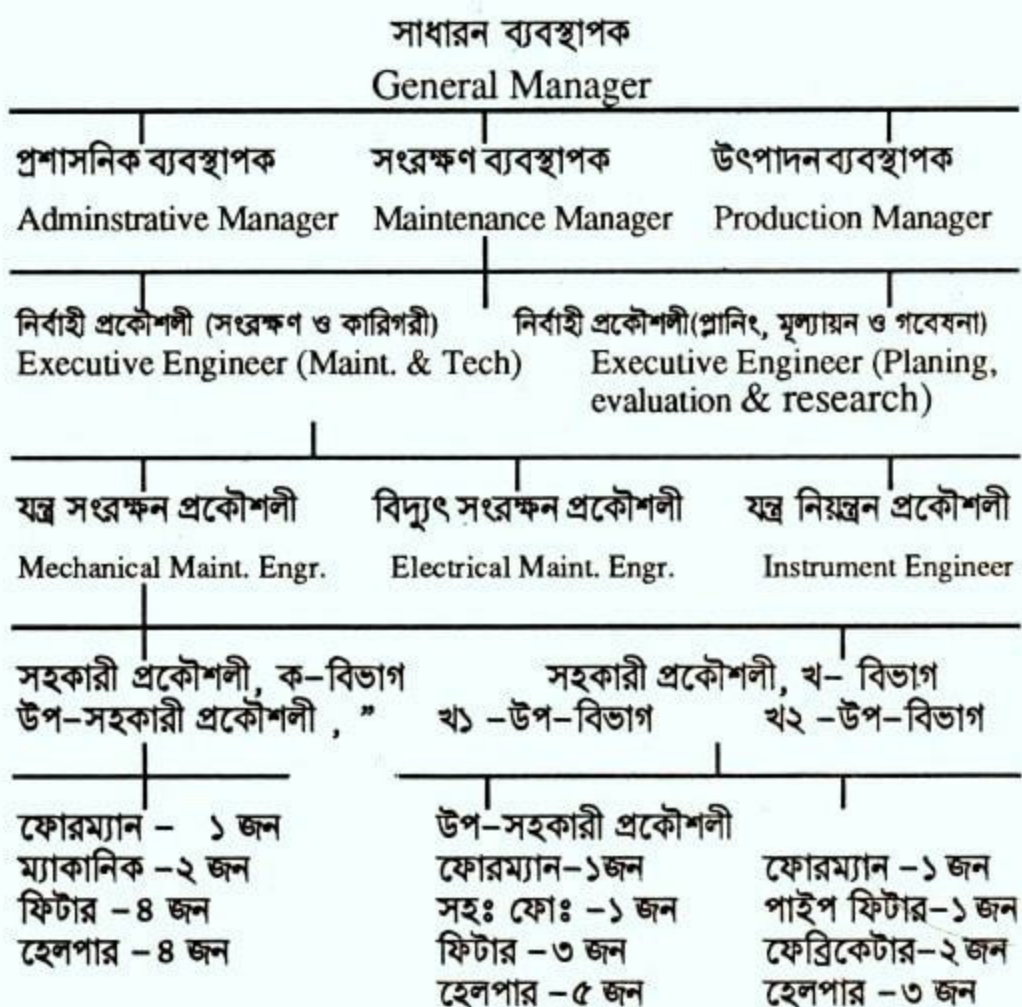 সাধারন ব্যবস্থাপক
General Manager
প্রশাসনিক ব্যবস্থাপক সংরক্ষণ ব্যবস্থাপক উৎপাদনব্যবস্থাপক
Adminstrative Manager Maintenance Manager Production Manager
নির্বাহী প্রকৌশলী (সংরক্ষণ ও কারিগরী) নির্বাহী প্রকৌশলী(প্লানিং, মূল্যায়ন ও গবেষনা)
Executive Engineer (Maint. & Tech) Executive Engineer (Planing,
evaluation & research)
যন্ত্র সংরক্ষন প্রকৌশলী বিদ্যুৎ সংরক্ষন প্রকৌশলী যন্ত্র নিয়ন্ত্রন প্রকৌশলী
Mechanical Maint. Engr. Electrical Maint. Engr. Instrument Engineer
সহকারী প্রকৌশলী, ক–বিভাগ সহকারী প্রকৌশলী, খ– বিভাগ
উপ–সহকারী প্রকৌশলী , ” খ১ –উপ–বিভাগ খ২ –উপ–বিভাগ
ফোরম্যান – ১ জন উপ–সহকারী প্রকৌশলী
ম্যাকানিক –২ জন ফোরম্যান–১জন ফোরম্যান –১ জন
ফিটার –৪ জন সহঃ ফোঃ –১ জন পাইপ ফিটার–১ জন
হেলপার –৪ জন ফিটার –৩ জন ফেব্রিকেটার–২জন
হেলপার –৫ জন হেলপার –৩ জন